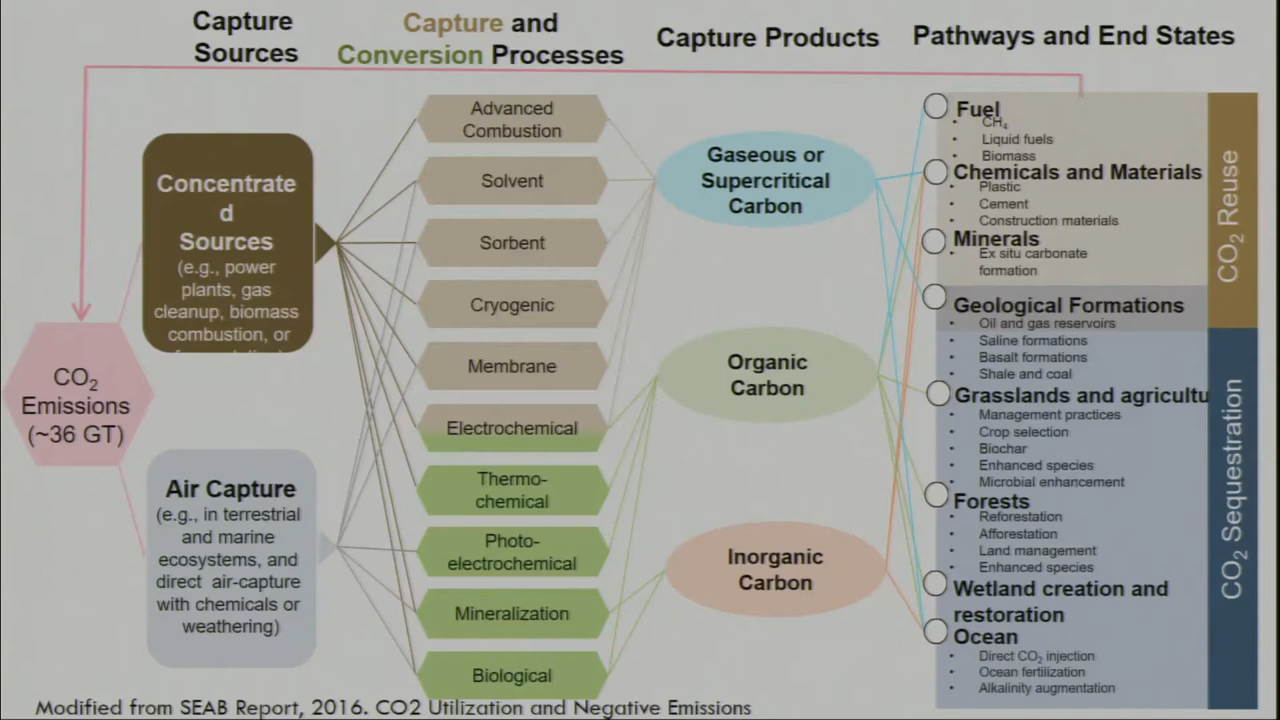 Capture
Sources
Capture and
Conversion Processes
Capture Products
Pathways and End States
CO₂
Emissions
(~36 GT)
Concentrate
d
Sources
(e.g., power
plants, gas
cleanup, biomass
combustion, or
Air Capture
(e.g., in terrestrial
and marine
ecosystems, and
direct air-capture
with chemicals or
weathering)
Advanced
Combustion
Solvent
Sorbent
Cryogenic
Membrane
Electrochemical
Thermo-
chemical
Photo-
electrochemical
Mineralization
Biological
Gaseous or
Supercritical
Carbon
Organic
Carbon
Inorganic
Carbon
Fuel
• CH₄
• Liquid fuels
• Biomass
Chemicals and Materials
• Plastic
• Cement
• Construction materials
Minerals
• Ex situ carbonate
formation
Geological Formations
• Oil and gas reservoirs
• Saline formations
• Basalt formations
• Shale and coal
Grasslands and agricultu
• Management practices
• Crop selection
• Biochar
• Enhanced species
• Microbial enhancement
Forests
• Reforestation
• Afforestation
• Land management
• Enhanced species
Wetland creation and
restoration
Ocean
• Direct CO₂ injection
• Ocean fertilization
• Alkalinity augmentation
CO₂ Reuse
CO₂ Sequestration
Modified from SEAB Report, 2016. CO2 Utilization and Negative Emissions